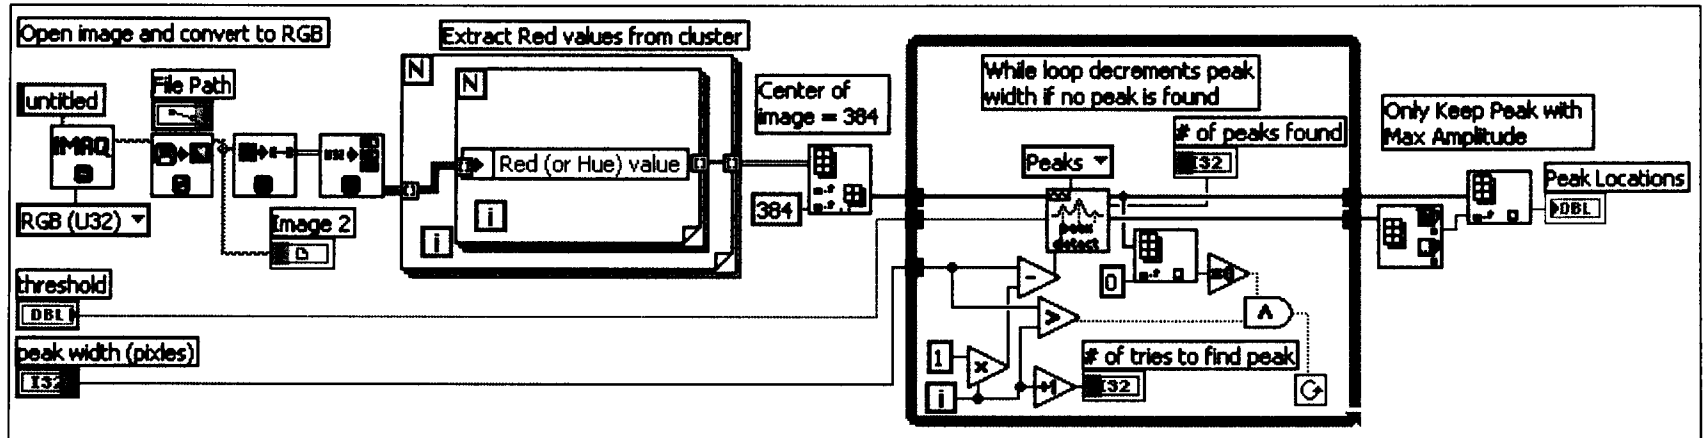 Open image and convert to RGB
Extract Red values from cluster
N
N
While loop decrements peak
width if no peak is found
File Path
untitled
Center of
image = 384
Only Keep Peak with
Max Amplitude
# of peaks found
I32
IMAQ
Red (or Hue) value
Peaks
Peak Locations
DBL
384
RGB (U32)
Image 2
i
i
peak
detect
threshold
DBL
-
0
=0
>
∧
peak width (pixles)
I32
1
x
# of tries to find peak
i
+1
I32